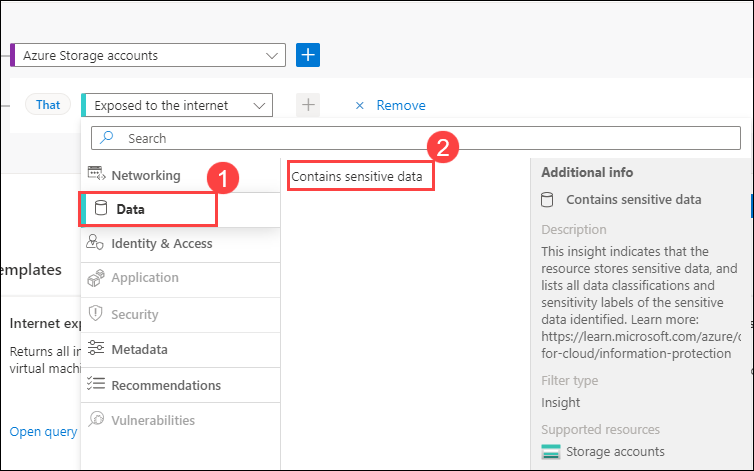 Azure Storage accounts
That
Exposed to the internet
Remove
Search
Networking
1
Data
Identity & Access
Application
Security
Metadata
Recommendations
Vulnerabilities
2
Contains sensitive data
Additional info
Contains sensitive data
Description
This insight indicates that the
resource stores sensitive data, and
lists all data classifications and
sensitivity labels of the sensitive
data identified. Learn more:
https://learn.microsoft.com/azure/
for-cloud/information-protection
Filter type
Insight
Supported resources
Storage accounts
emplates
Internet exp
Returns all in
virtual machi
Open query